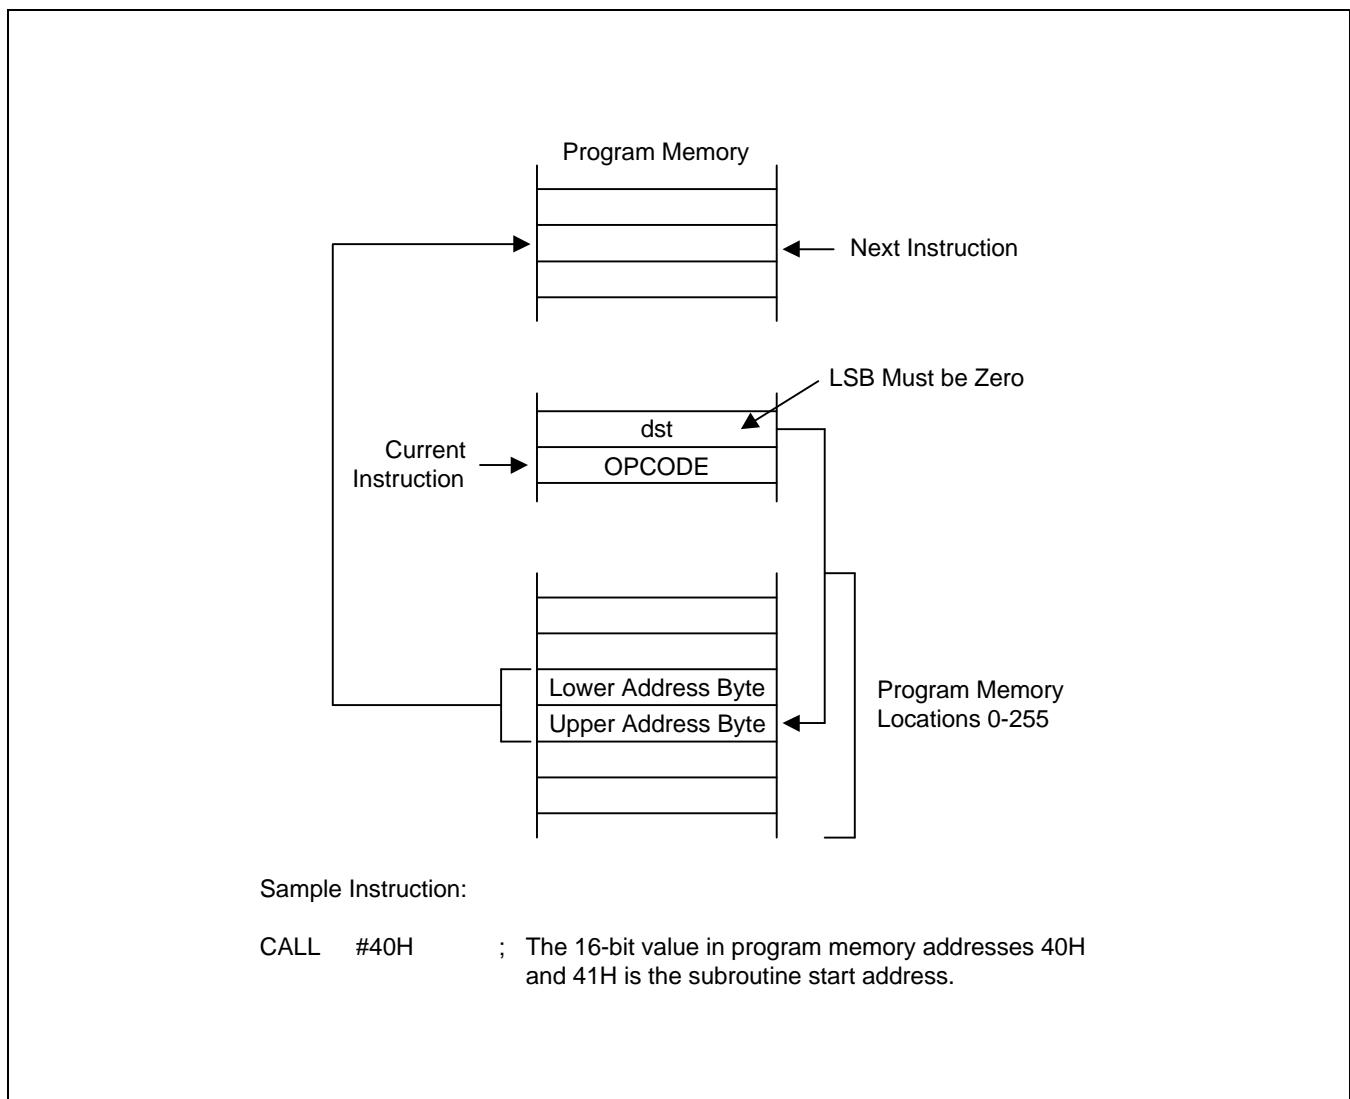 Program Memory
Next Instruction
LSB Must be Zero
dst
Current
Instruction
OPCODE
Lower Address Byte
Upper Address Byte
Program Memory
Locations 0-255
Sample Instruction:
CALL #40H ; The 16-bit value in program memory addresses 40H
and 41H is the subroutine start address.